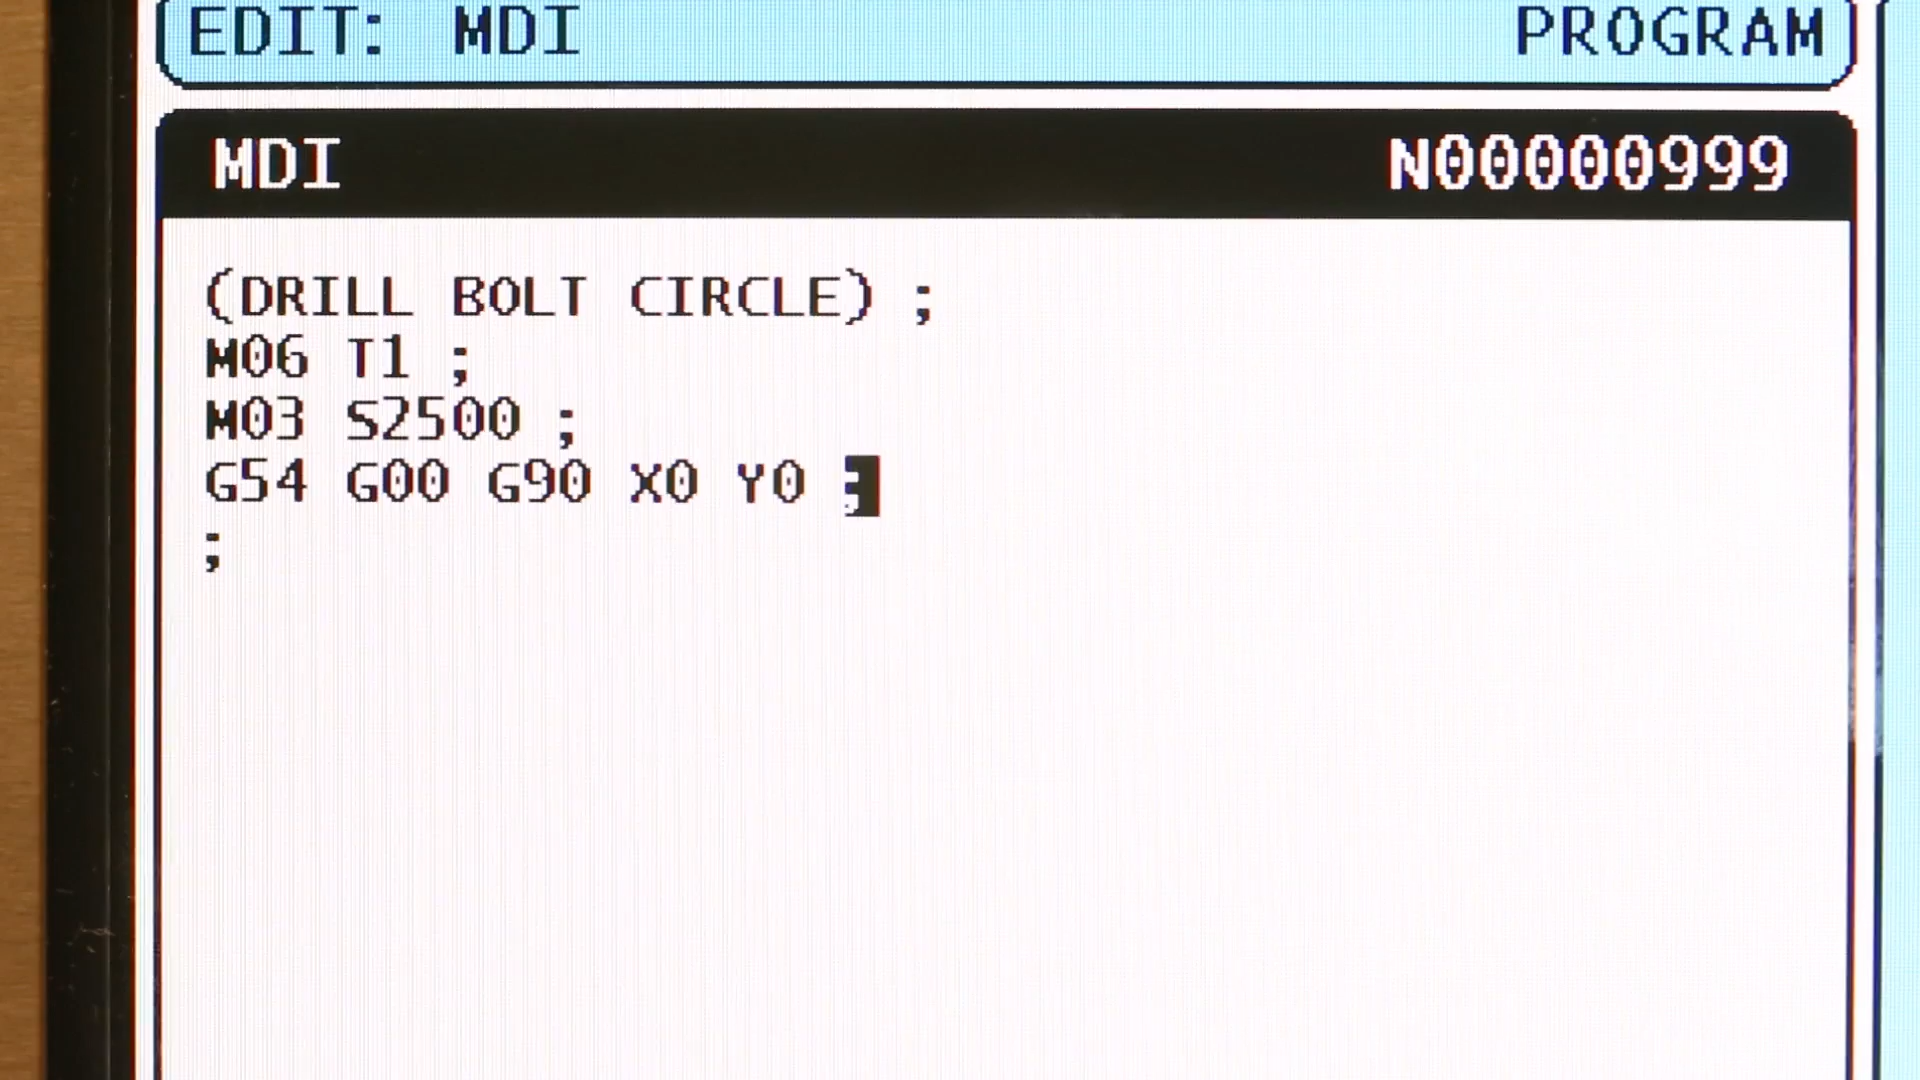 EDIT: MDI PROGRAM
MDI N00000999
(DRILL BOLT CIRCLE) ;
M06 T1 ;
M03 S2500 ;
G54 G00 G90 X0 Y0 ;
;